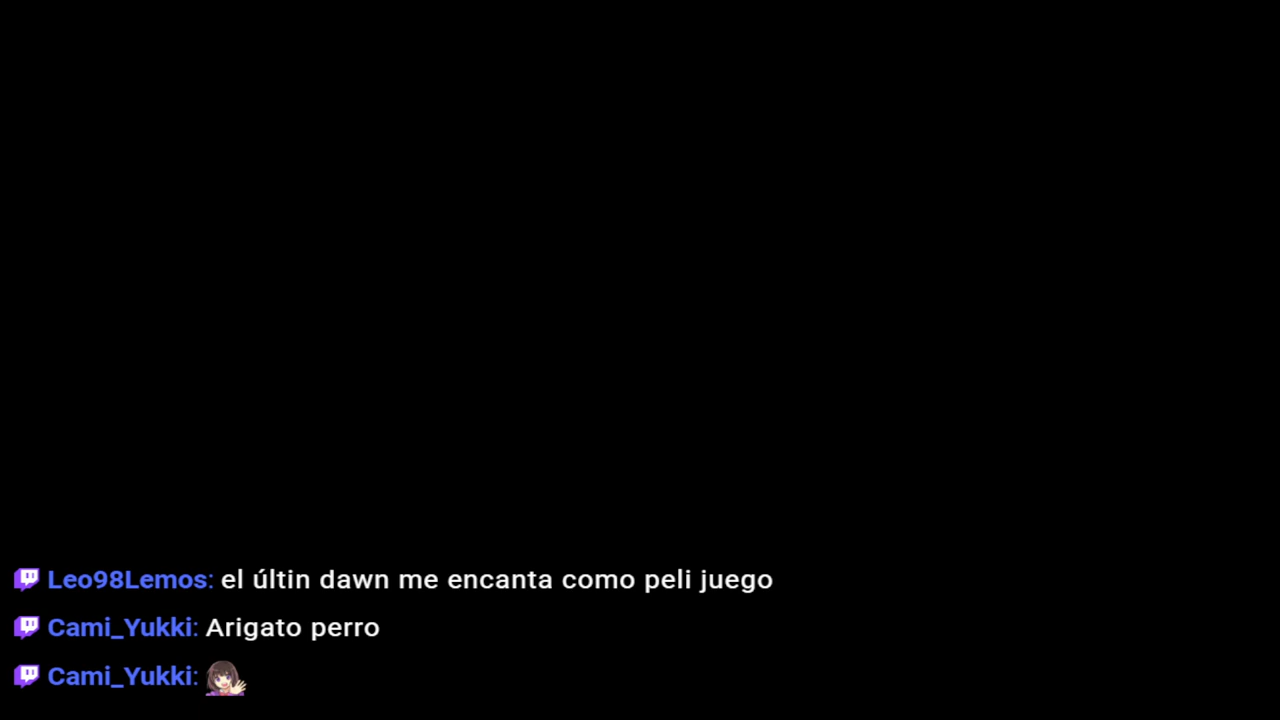 Leo98Lemos: el últin dawn me encanta como peli juego
Cami_Yukki: Arigato perro
Cami_Yukki: